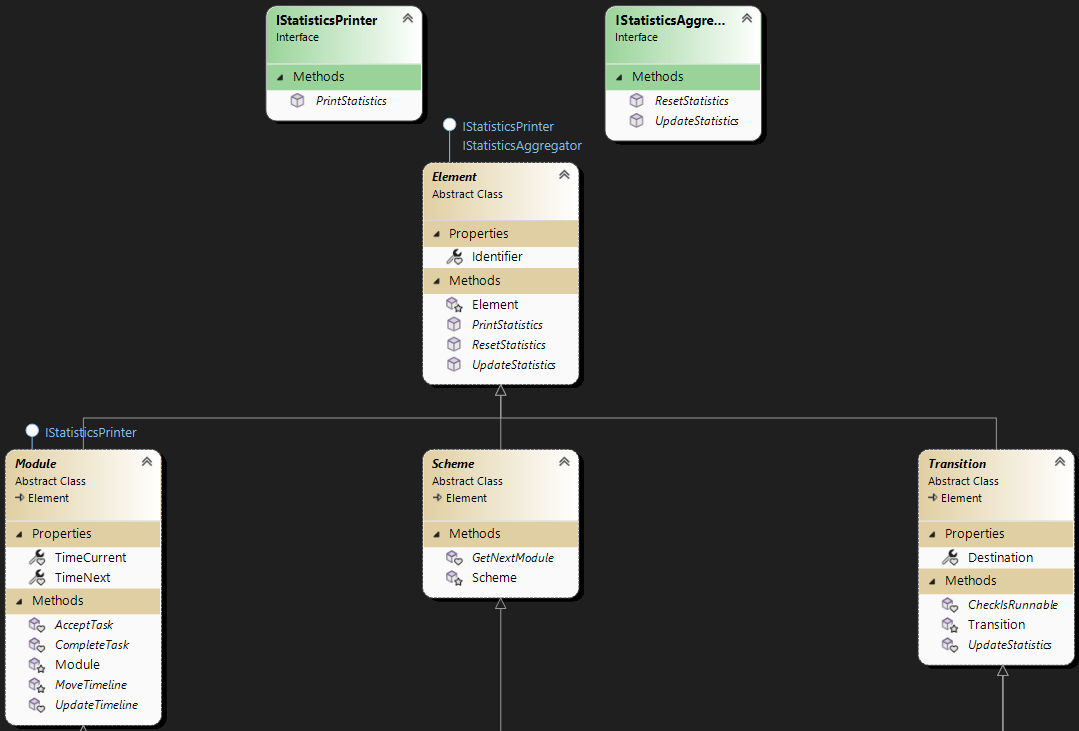 IStatisticsPrinter
Interface
Methods
PrintStatistics
IStatisticsAggre...
Interface
Methods
ResetStatistics
UpdateStatistics
IStatisticsPrinter
IStatisticsAggregator
Element
Abstract Class
Properties
Identifier
Methods
Element
PrintStatistics
ResetStatistics
UpdateStatistics
IStatisticsPrinter
Module
Abstract Class
Element
Properties
TimeCurrent
TimeNext
Methods
AcceptTask
CompleteTask
Module
MoveTimeline
UpdateTimeline
Scheme
Abstract Class
Element
Methods
GetNextModule
Scheme
Transition
Abstract Class
Element
Properties
Destination
Methods
CheckIsRunnable
Transition
UpdateStatistics